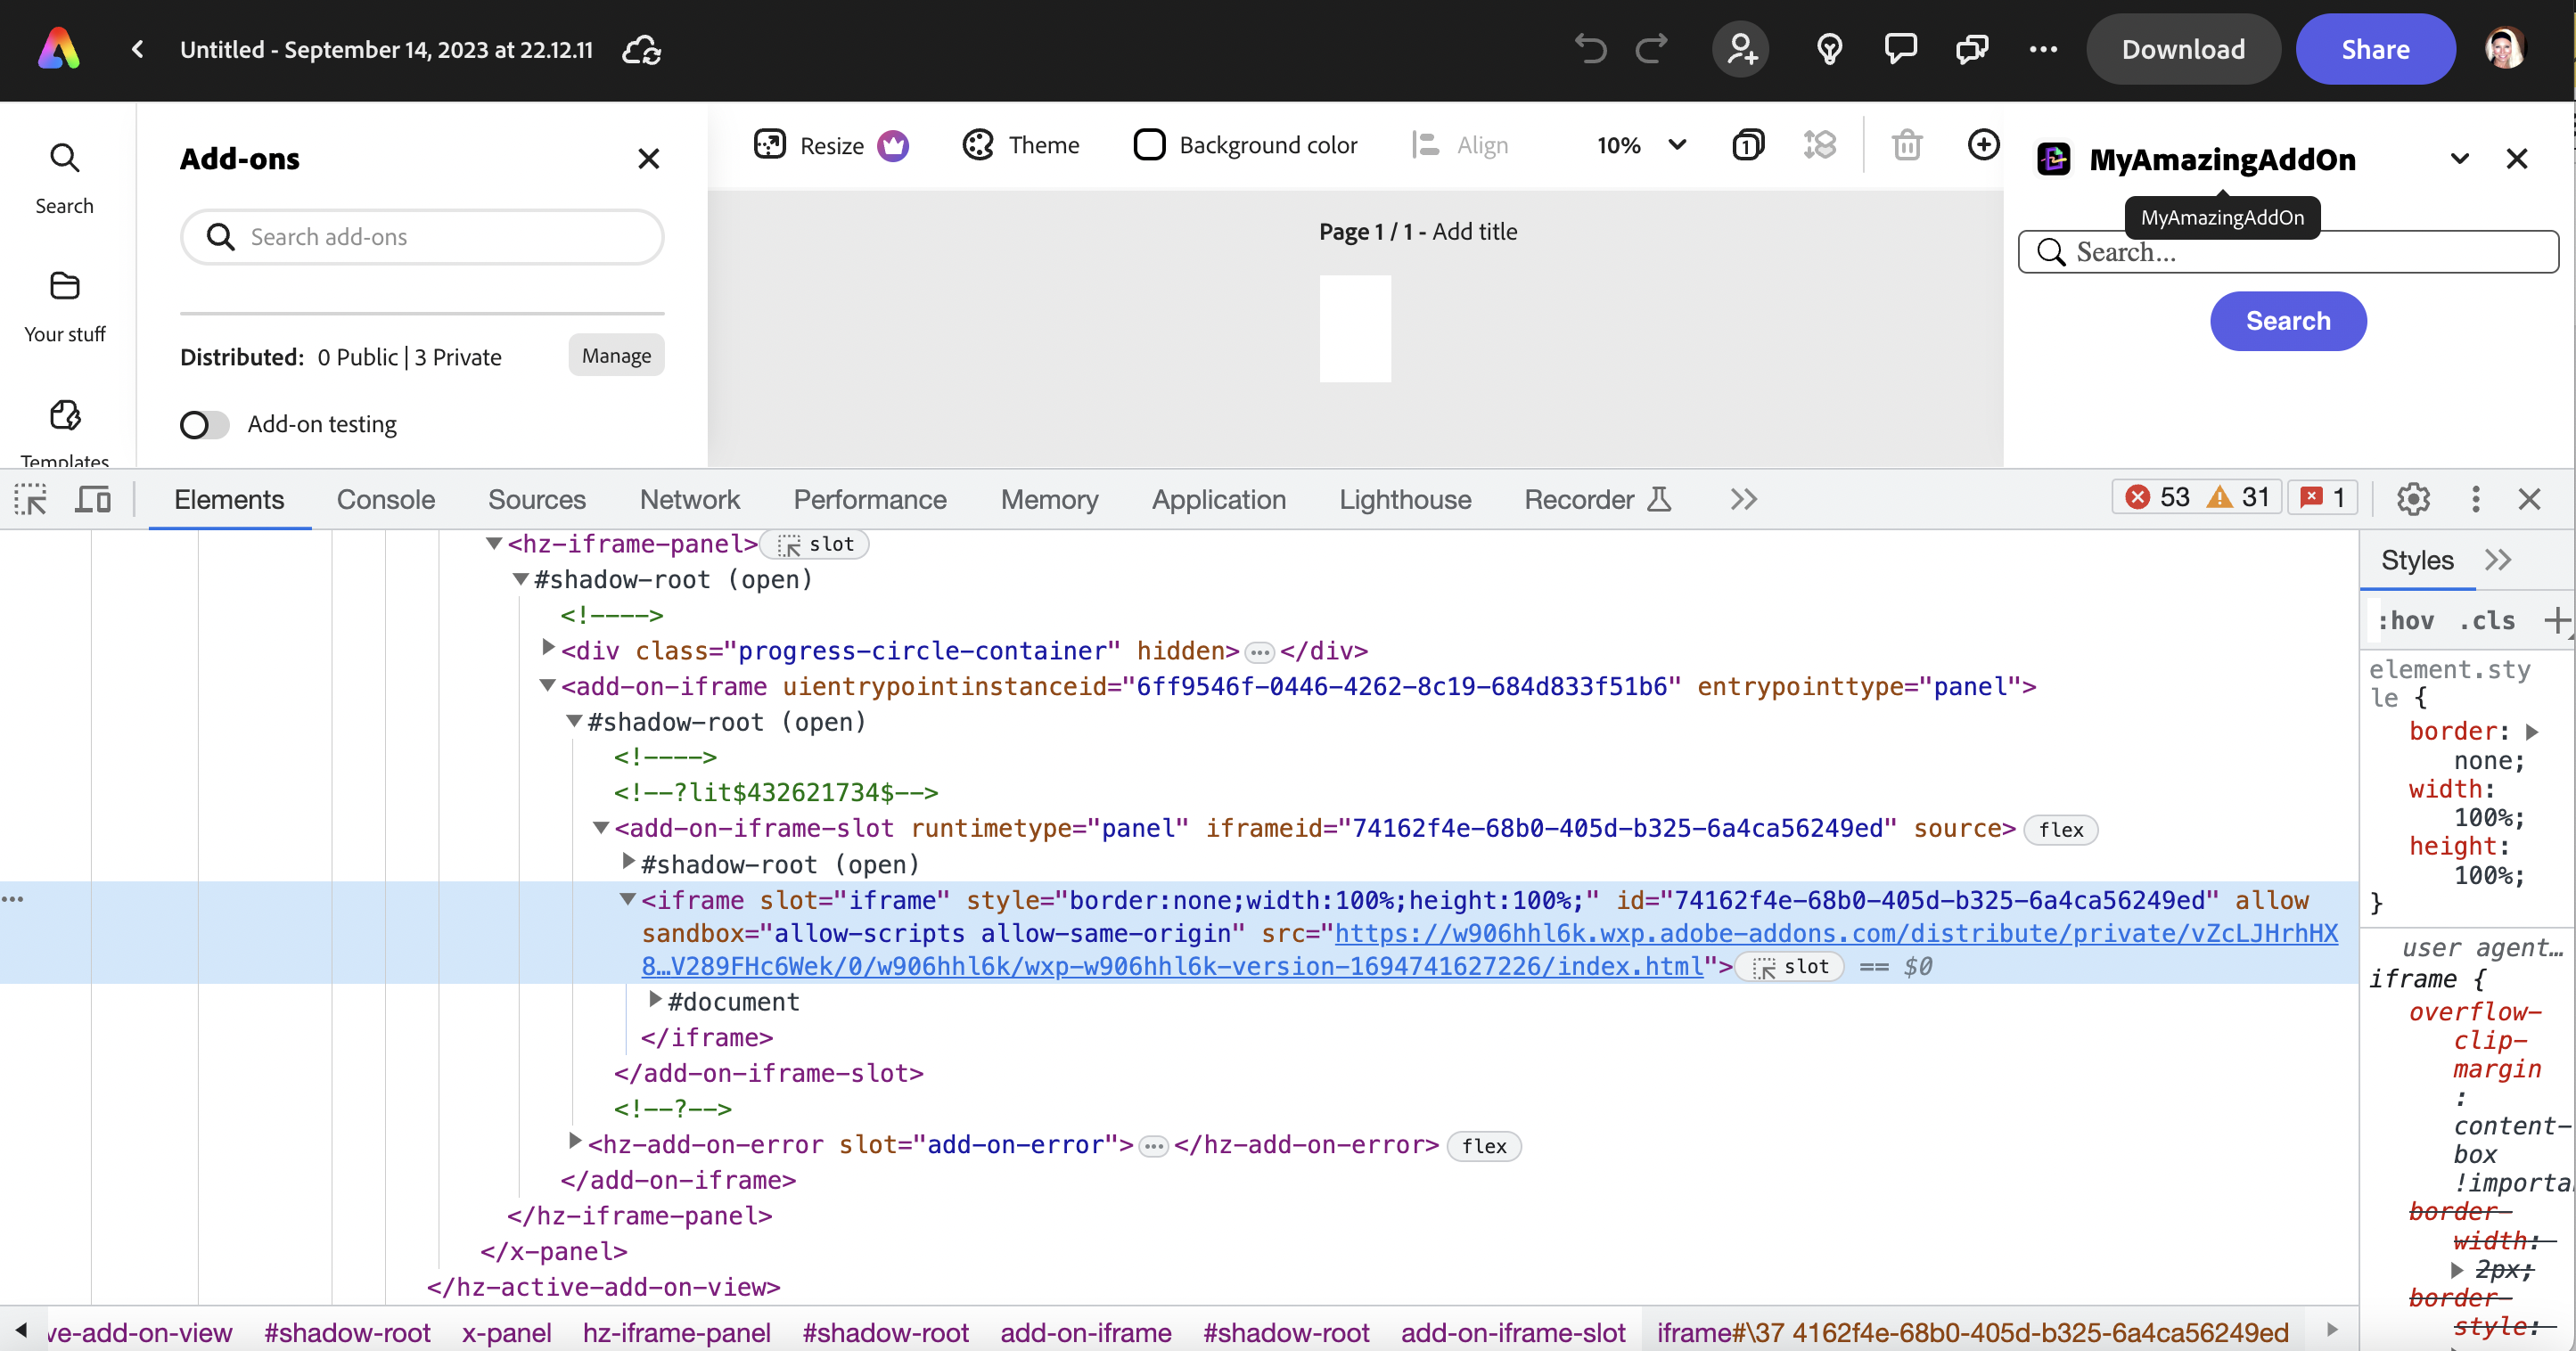 Untitled - September 14, 2023 at 22.12.11
Download
Share
Search
Your stuff
Templates
Add-ons
Search add-ons
Distributed: 0 Public | 3 Private
Manage
Add-on testing
Resize
Theme
Background color
Align
10%
1
Page 1 / 1 - Add title
MyAmazingAddOn
MyAmazingAddOn
Search...
Search
Elements
Console
Sources
Network
Performance
Memory
Application
Lighthouse
Recorder
53
31
1
<hz-iframe-panel> slot
#shadow-root (open)
<!---->
<div class="progress-circle-container" hidden>…</div>
<add-on-iframe uientrypointinstanceid="6ff9546f-0446-4262-8c19-684d833f51b6" entrypointtype="panel">
#shadow-root (open)
<!---->
<!--?lit$432621734$-->
<add-on-iframe-slot runtimetype="panel" iframeid="74162f4e-68b0-405d-b325-6a4ca56249ed" source> flex
#shadow-root (open)
<iframe slot="iframe" style="border:none;width:100%;height:100%;" id="74162f4e-68b0-405d-b325-6a4ca56249ed" allow
sandbox="allow-scripts allow-same-origin" src="https://w906hhl6k.wxp.adobe-addons.com/distribute/private/vZcLJHrhHX
8…V289FHc6Wek/0/w906hhl6k/wxp-w906hhl6k-version-1694741627226/index.html"> slot == $0
#document
</iframe>
</add-on-iframe-slot>
<!--?-->
<hz-add-on-error slot="add-on-error">…</hz-add-on-error> flex
</add-on-iframe>
</hz-iframe-panel>
</x-panel>
</hz-active-add-on-view>
ve-add-on-view #shadow-root x-panel hz-iframe-panel #shadow-root add-on-iframe #shadow-root add-on-iframe-slot iframe#\37 4162f4e-68b0-405d-b325-6a4ca56249ed
Styles
:hov .cls
element.sty
le {
border:
none;
width:
100%;
height:
100%;
}
user agent…
iframe {
overflow-
clip-
margin
:
content-
box
!importa
border-
width:
2px;
border-
style: